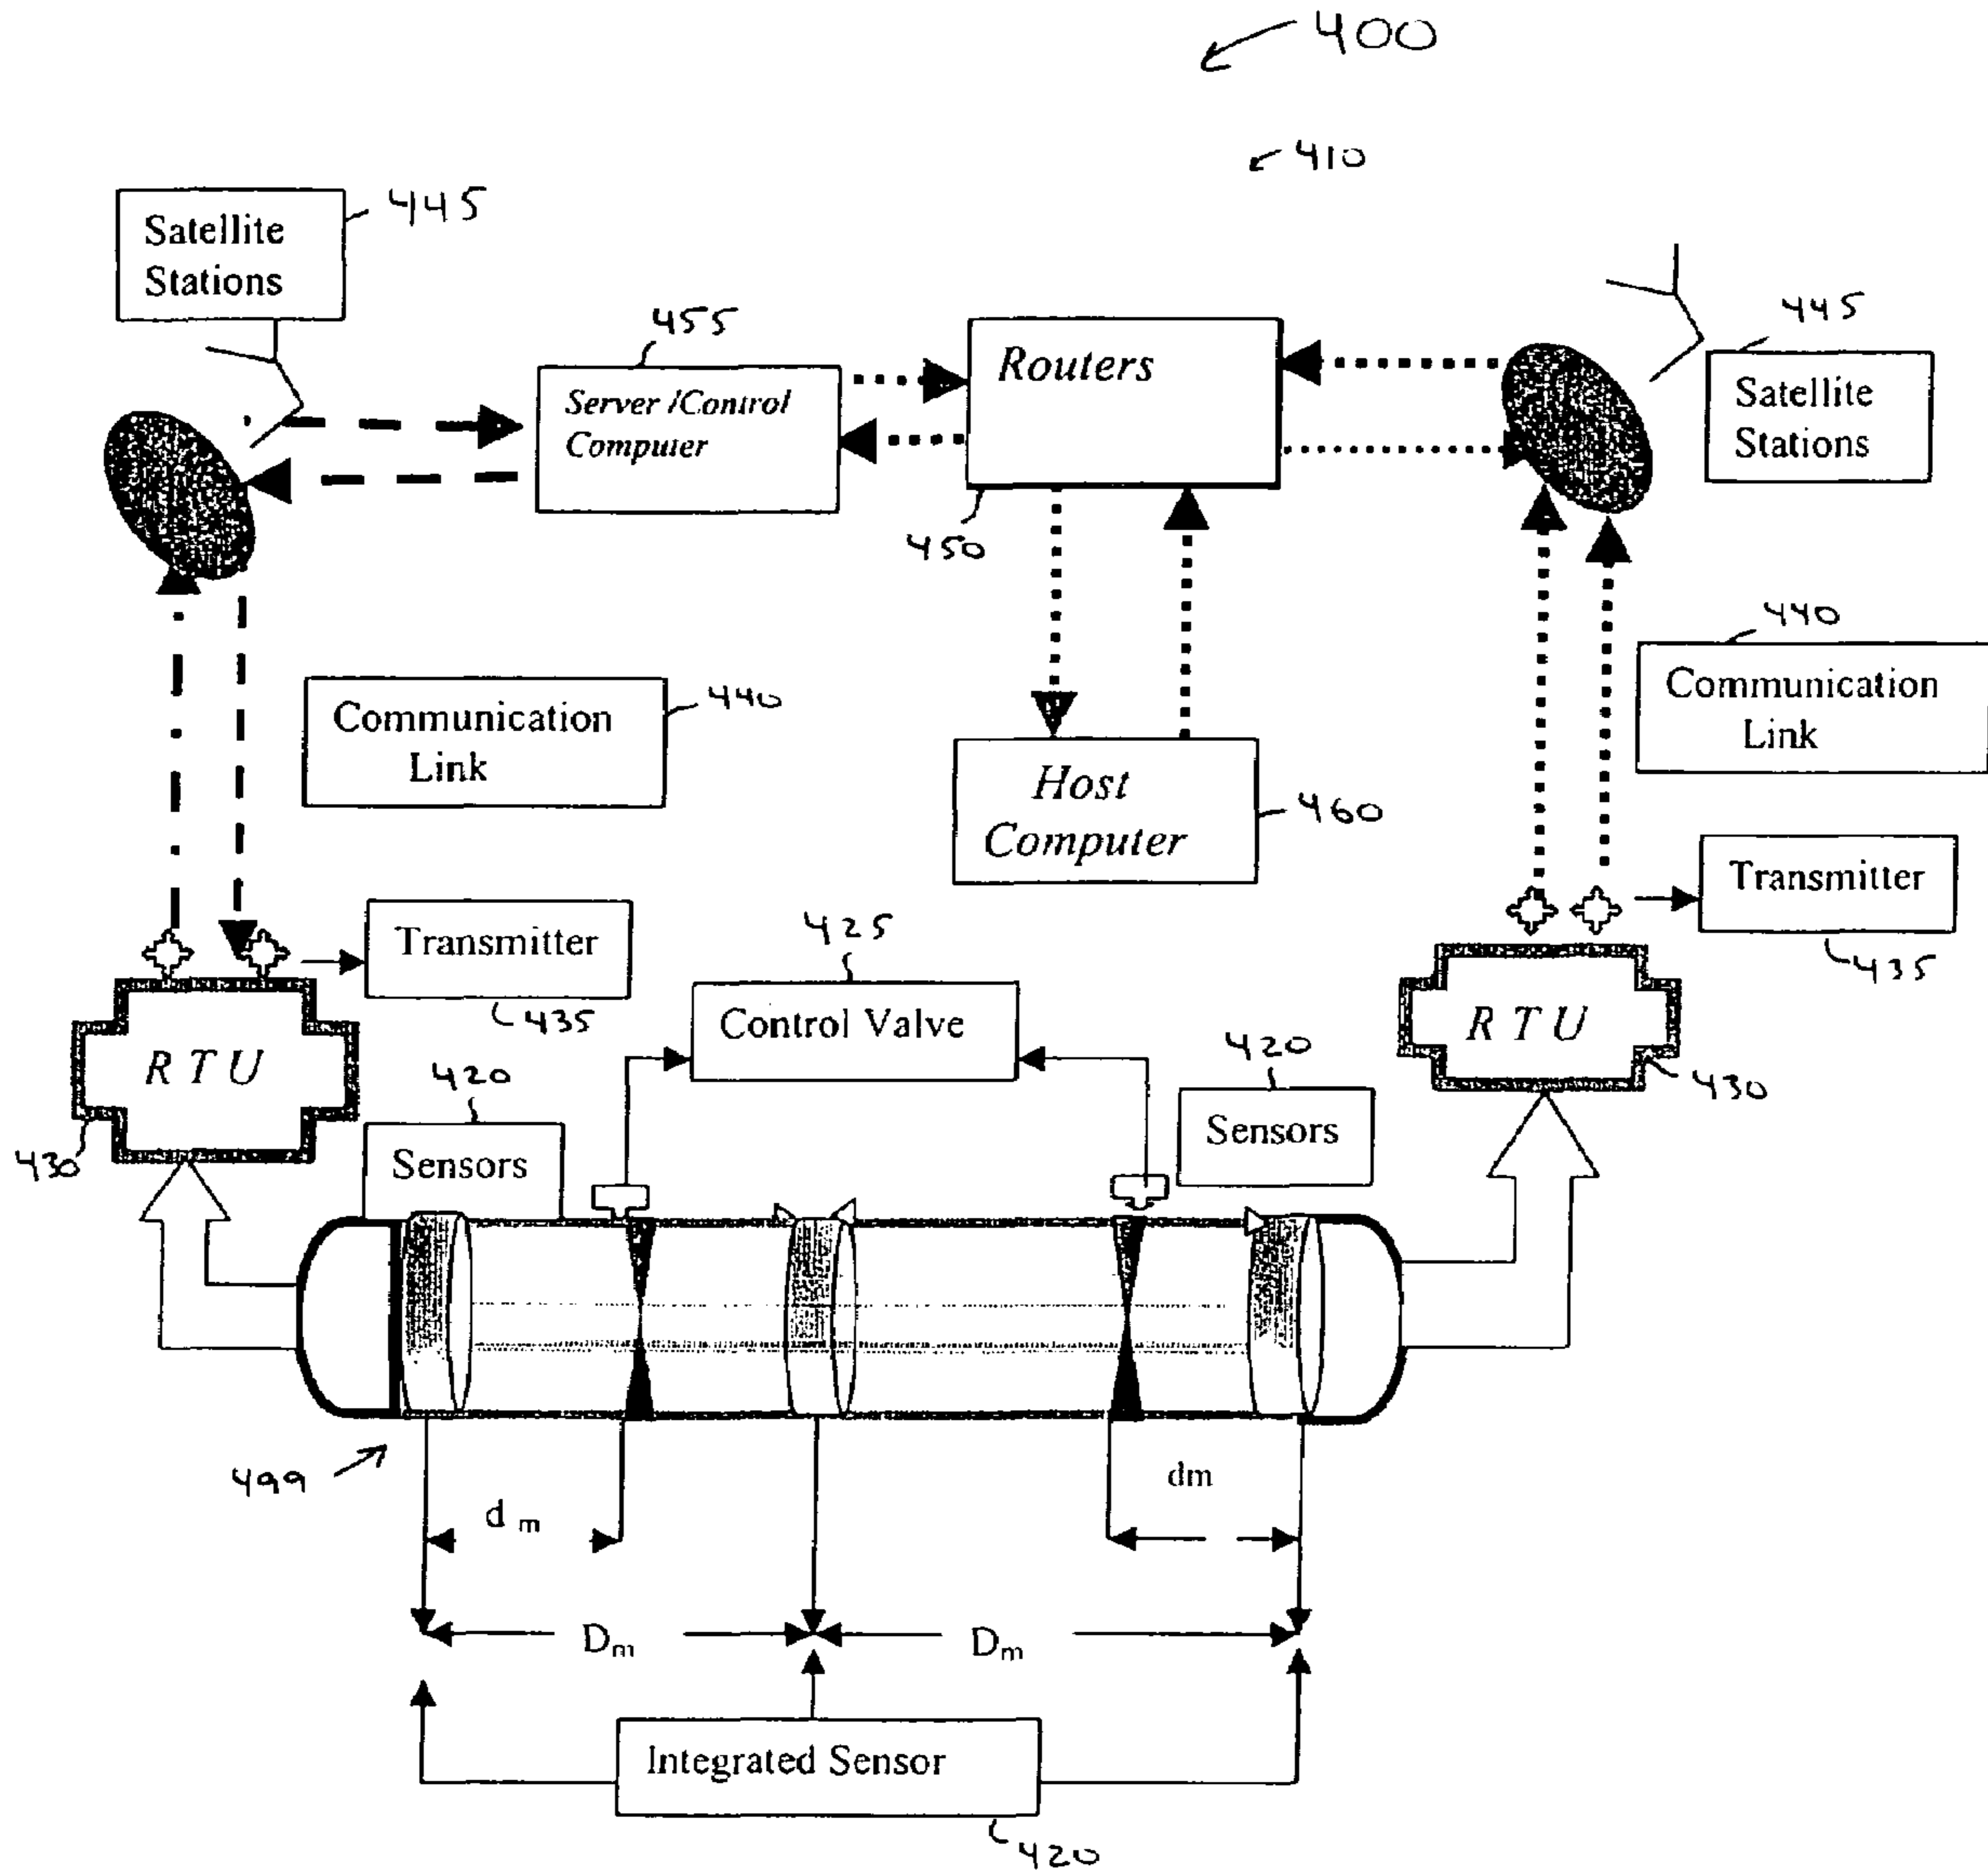 400
410
445
Satellite
Stations
455
Server /Control
Computer
Routers
450
445
Satellite
Stations
440
Communication
Link
440
Communication
Link
Host
Computer
460
Transmitter
435
Transmitter
435
425
Control Valve
RTU
430
RTU
430
420
Sensors
420
Sensors
499
d m
dm
Dm
Dm
Integrated Sensor
420